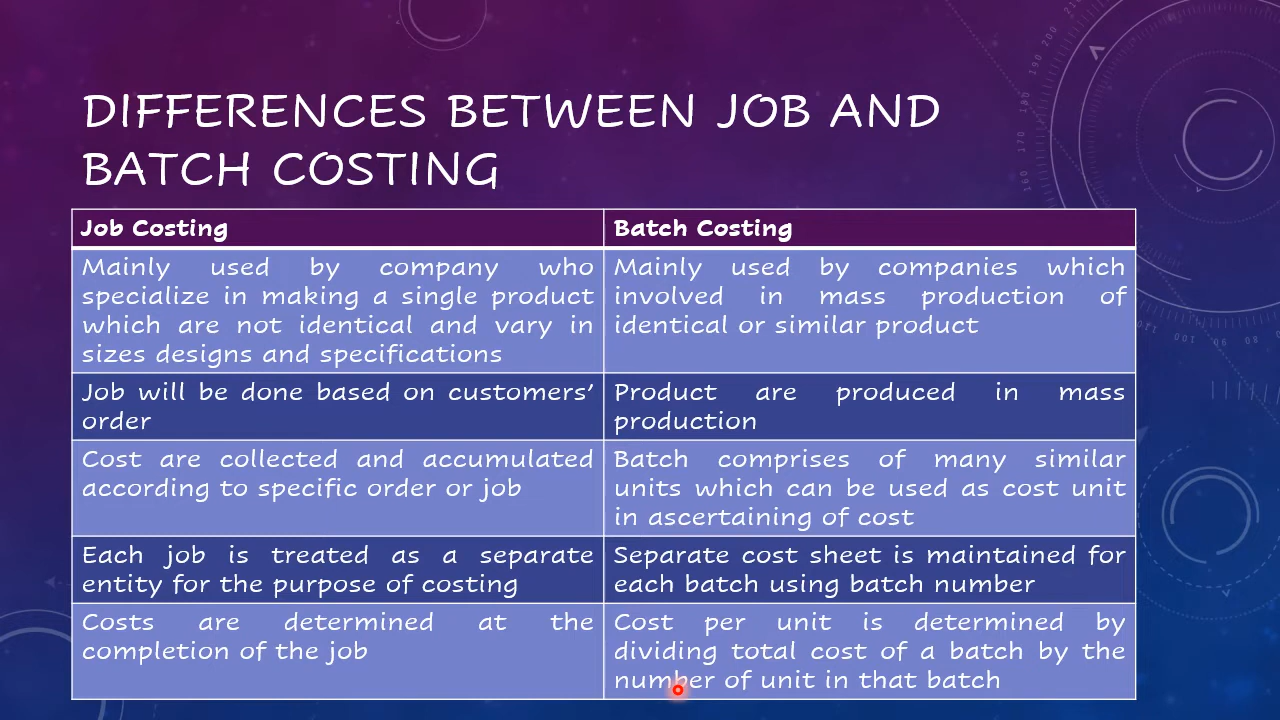 DIFFERENCES BETWEEN JOB AND
BATCH COSTING
Job Costing
Batch Costing
Mainly used by company who
specialize in making a single product
which are not identical and vary in
sizes designs and specifications
Mainly used by companies which
involved in mass production of
identical or similar product
Job will be done based on customers’
order
Product are produced in mass
production
Cost are collected and accumulated
according to specific order or job
Batch comprises of many similar
units which can be used as cost unit
in ascertaining of cost
Each job is treated as a separate
entity for the purpose of costing
Separate cost sheet is maintained for
each batch using batch number
Costs are determined at the
completion of the job
Cost per unit is determined by
dividing total cost of a batch by the
number of unit in that batch